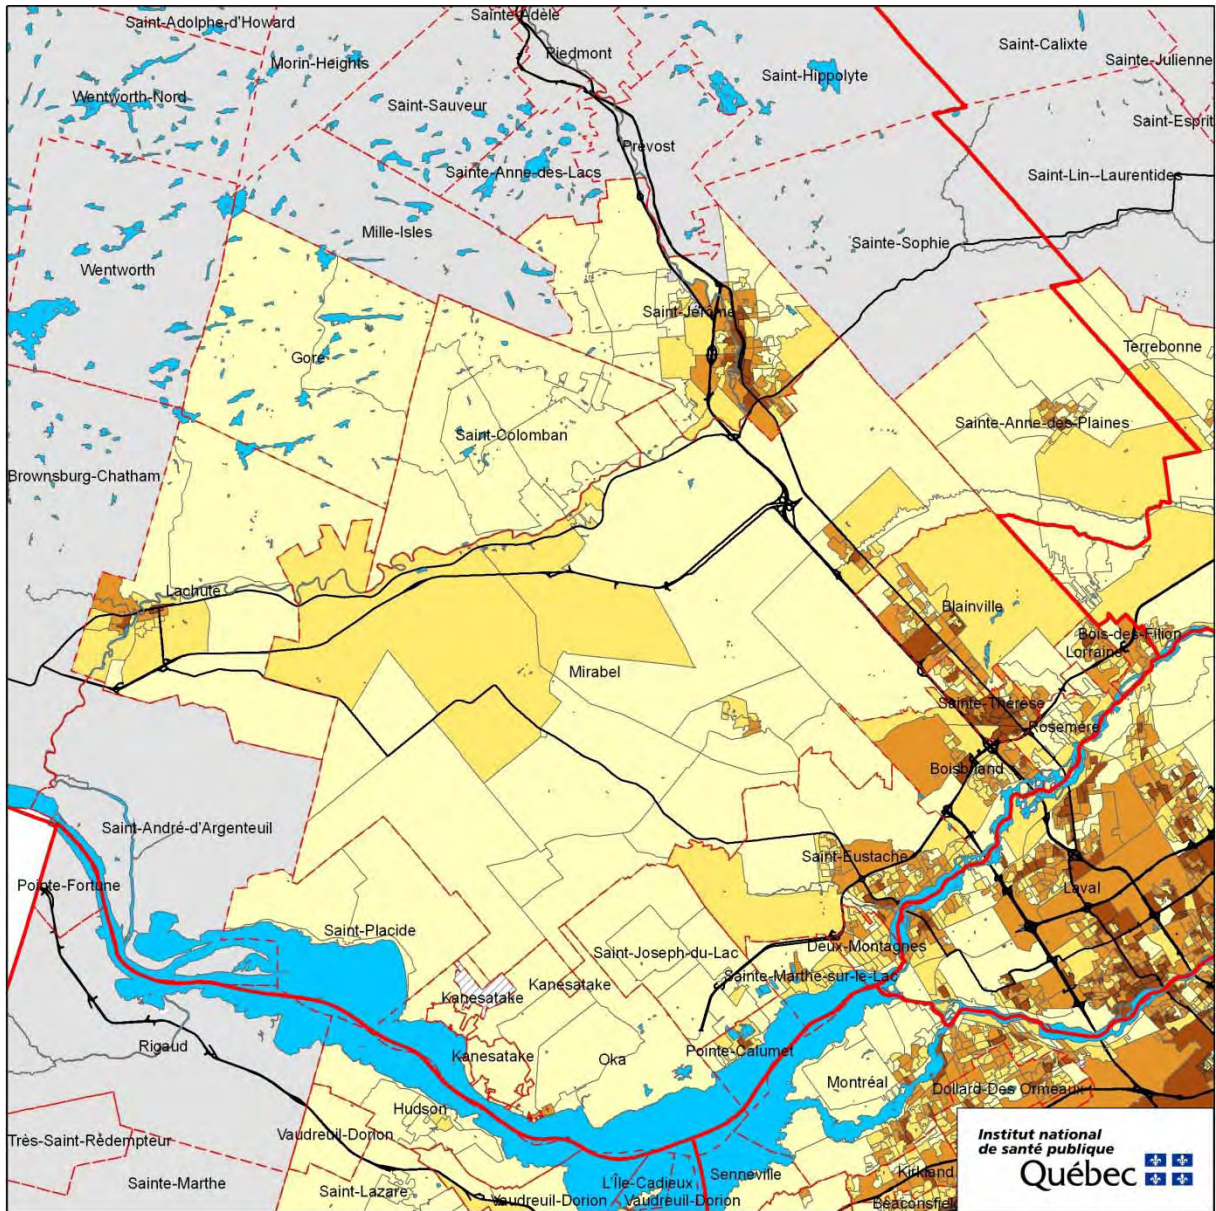 Saint-Adolphe-d'Howard
Sainte-Adèle
Saint-Calixte
Piedmont
Sainte-Julienne
Morin-Heights
Saint-Hippolyte
Wentworth-Nord
Saint-Sauveur
Saint-Esprit
Prévost
Sainte-Anne-des-Lacs
Saint-Lin--Laurentides
Mille-Isles
Sainte-Sophie
Wentworth
Saint-Jérôme
Terrebonne
Gore
Sainte-Anne-des-Plaines
Saint-Colomban
Brownsburg-Chatham
Lachute
Blainville
Bois-des-Filion
Lorraine
Mirabel
Sainte-Thérèse
Rosemère
Boisbriand
Saint-André-d'Argenteuil
Saint-Eustache
Pointe-Fortune
Laval
Saint-Placide
Deux-Montagnes
Saint-Joseph-du-Lac
Sainte-Marthe-sur-le-Lac
Kanesatake
Kanesatake
Rigaud
Kanesatake
Oka
Pointe-Calumet
Montréal
Dollard-Des Ormeaux
Hudson
Très-Saint-Rédempteur
Vaudreuil-Dorion
Sainte-Marthe
Saint-Lazare
L'Île-Cadieux
Senneville
Kirkland
Vaudreuil-Dorion
Vaudreuil-Dorion
Beaconsfield
Institut national
de santé publique
Québec